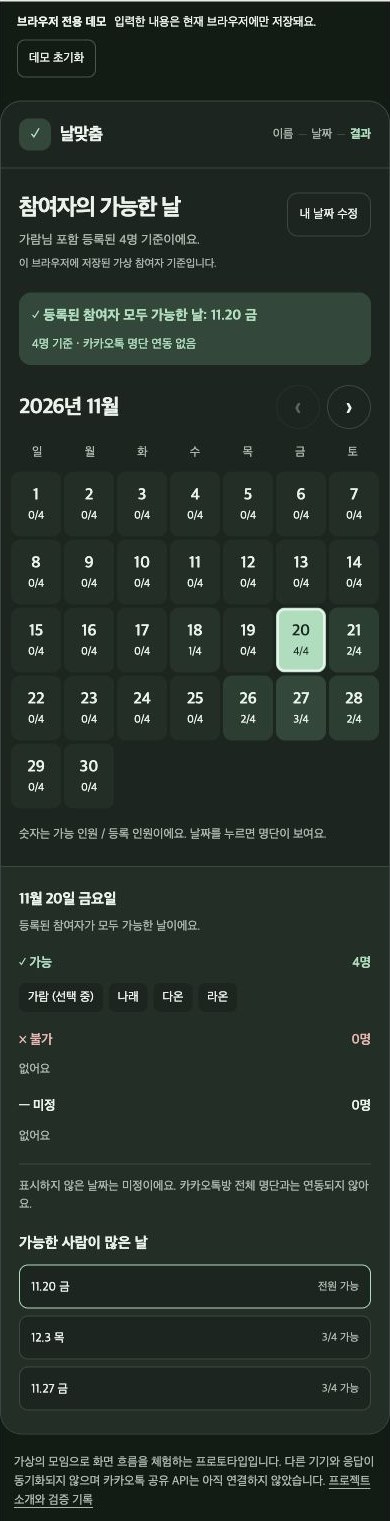 브라우저 전용 데모 입력한 내용은 현재 브라우저에만 저장돼요.
데모 초기화
✓ 날맞춤 이름 — 날짜 — 결과
참여자의 가능한 날 내 날짜 수정
가람님 포함 등록된 4명 기준이에요.
이 브라우저에 저장된 가상 참여자 기준입니다.
✓ 등록된 참여자 모두 가능한 날: 11.20 금
4명 기준 · 카카오톡 명단 연동 없음
2026년 11월 ‹ ›
일 월 화 수 목 금 토
1 2 3 4 5 6 7
0/4 0/4 0/4 0/4 0/4 0/4 0/4
8 9 10 11 12 13 14
0/4 0/4 0/4 0/4 0/4 0/4 0/4
15 16 17 18 19 20 21
0/4 0/4 0/4 1/4 0/4 4/4 2/4
22 23 24 25 26 27 28
0/4 0/4 0/4 0/4 2/4 3/4 2/4
29 30
0/4 0/4
숫자는 가능 인원 / 등록 인원이에요. 날짜를 누르면 명단이 보여요.
11월 20일 금요일
등록된 참여자가 모두 가능한 날이에요.
✓ 가능 4명
가람 (선택 중) 나래 다온 라온
× 불가 0명
없어요
— 미정 0명
없어요
표시하지 않은 날짜는 미정이에요. 카카오톡방 전체 명단과는 연동되지 않아
요.
가능한 사람이 많은 날
11.20 금 전원 가능
12.3 목 3/4 가능
11.27 금 3/4 가능
가상의 모임으로 화면 흐름을 체험하는 프로토타입입니다. 다른 기기와 응답이
동기화되지 않으며 카카오톡 공유 API는 아직 연결하지 않았습니다. 프로젝트
소개와 검증 기록